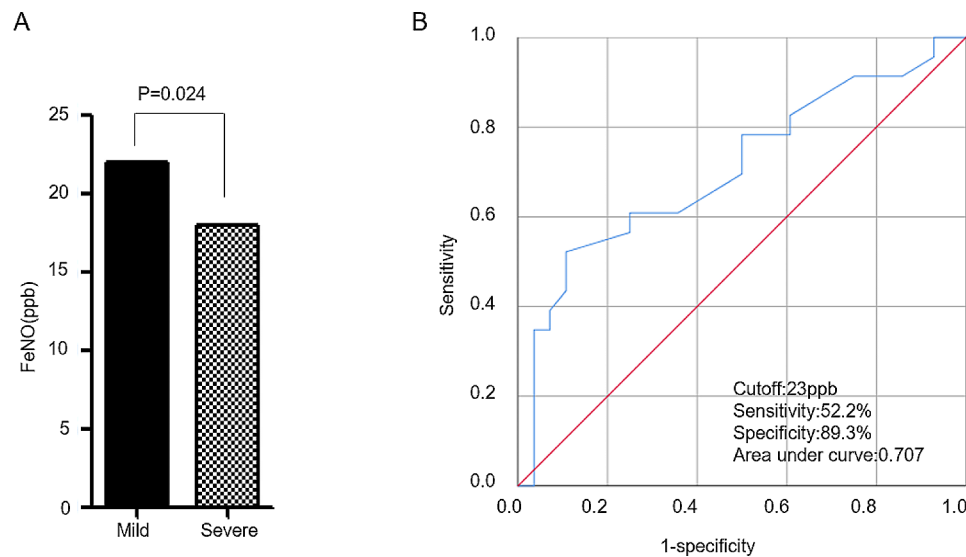 A
P=0.024
25
20
15
10
5
0
FeNO(ppb)
Mild
Severe
B
1.0
0.8
0.6
0.4
0.2
0.0
Sensitivity
Cutoff:23ppb
Sensitivity:52.2%
Specificity:89.3%
Area under curve:0.707
0.0 0.2 0.4 0.6 0.8 1.0
1-specificity